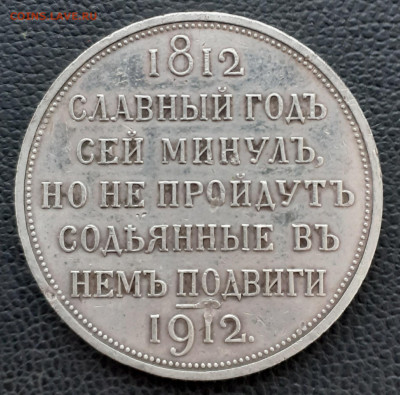 1812
СЛАВНЫЙ ГОДЪ
СЕЙ МИНУЛЪ,
НО НЕ ПРОЙДУТЪ
СОДѢЯННЫЕ ВЪ
НЕМЪ ПОДВИГИ
1912.